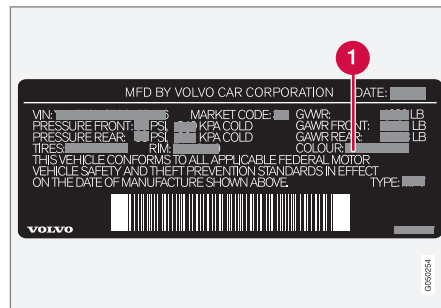 1
MFD BY VOLVO CAR CORPORATION DATE:
VIN: MARKET CODE: GVWR: LB
PRESSURE FRONT: PSI KPA COLD GAWR FRONT: LB
PRESSURE REAR: PSI KPA COLD GAWR REAR: LB
TIRES: RIM: COLOUR:
THIS VEHICLE CONFORMS TO ALL APPLICABLE FEDERAL MOTOR
VEHICLE SAFETY AND THEFT PREVENTION STANDARDS IN EFFECT
ON THE DATE OF MANUFACTURE SHOWN ABOVE. TYPE:
VOLVO
G050254